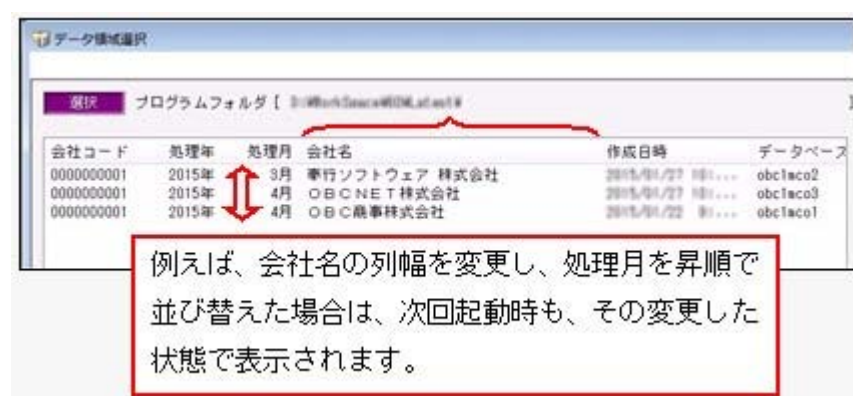 データ領域選択
選択 プログラムフォルダ [
会社コード 処理年 処理月 会社名 作成日時 データベース
0000000001 2015年 3月 奉行ソフトウェア 株式会社 obc1mco2
0000000001 2015年 4月 OBCNET株式会社 obc1mco3
0000000001 2015年 4月 OBC商事株式会社 obc1mco1
例えば、会社名の列幅を変更し、処理月を昇順で
並び替えた場合は、次回起動時も、その変更した
状態で表示されます。